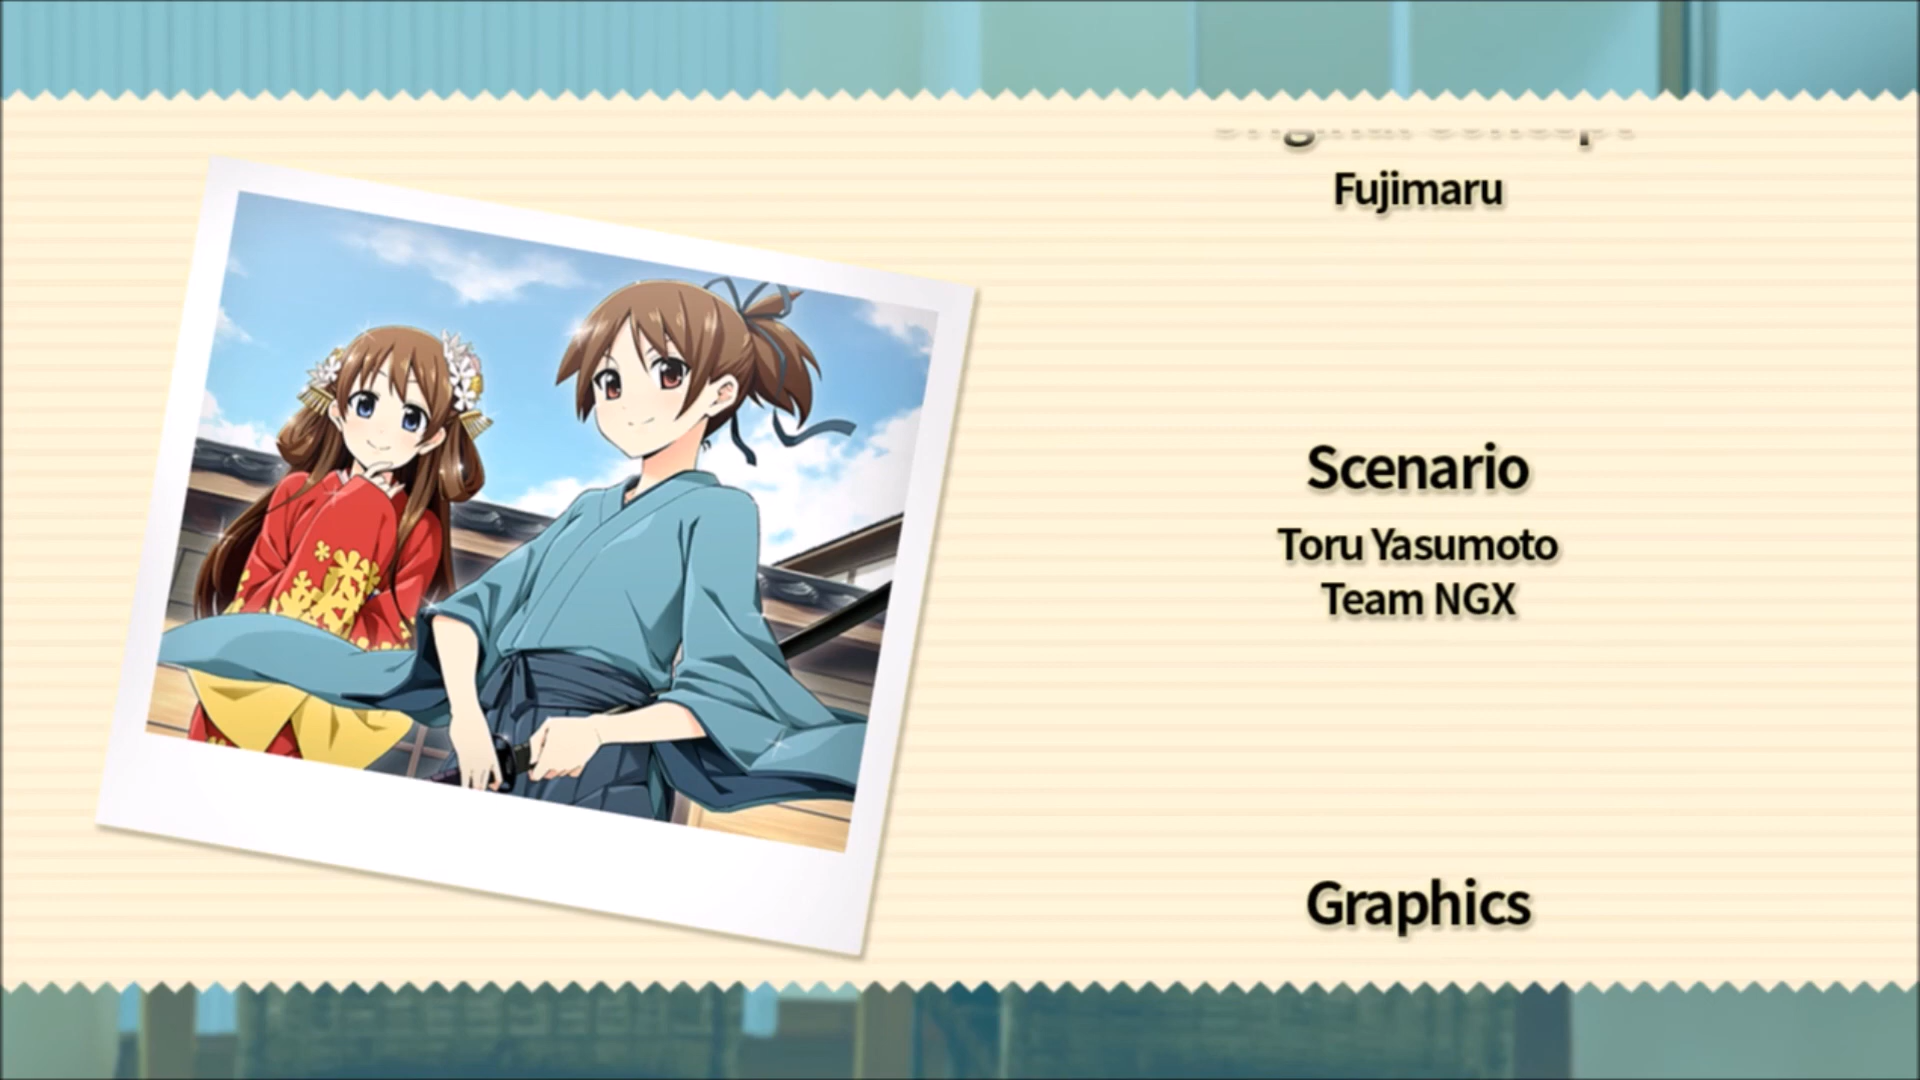 Fujimaru
Scenario
Toru Yasumoto
Team NGX
Graphics